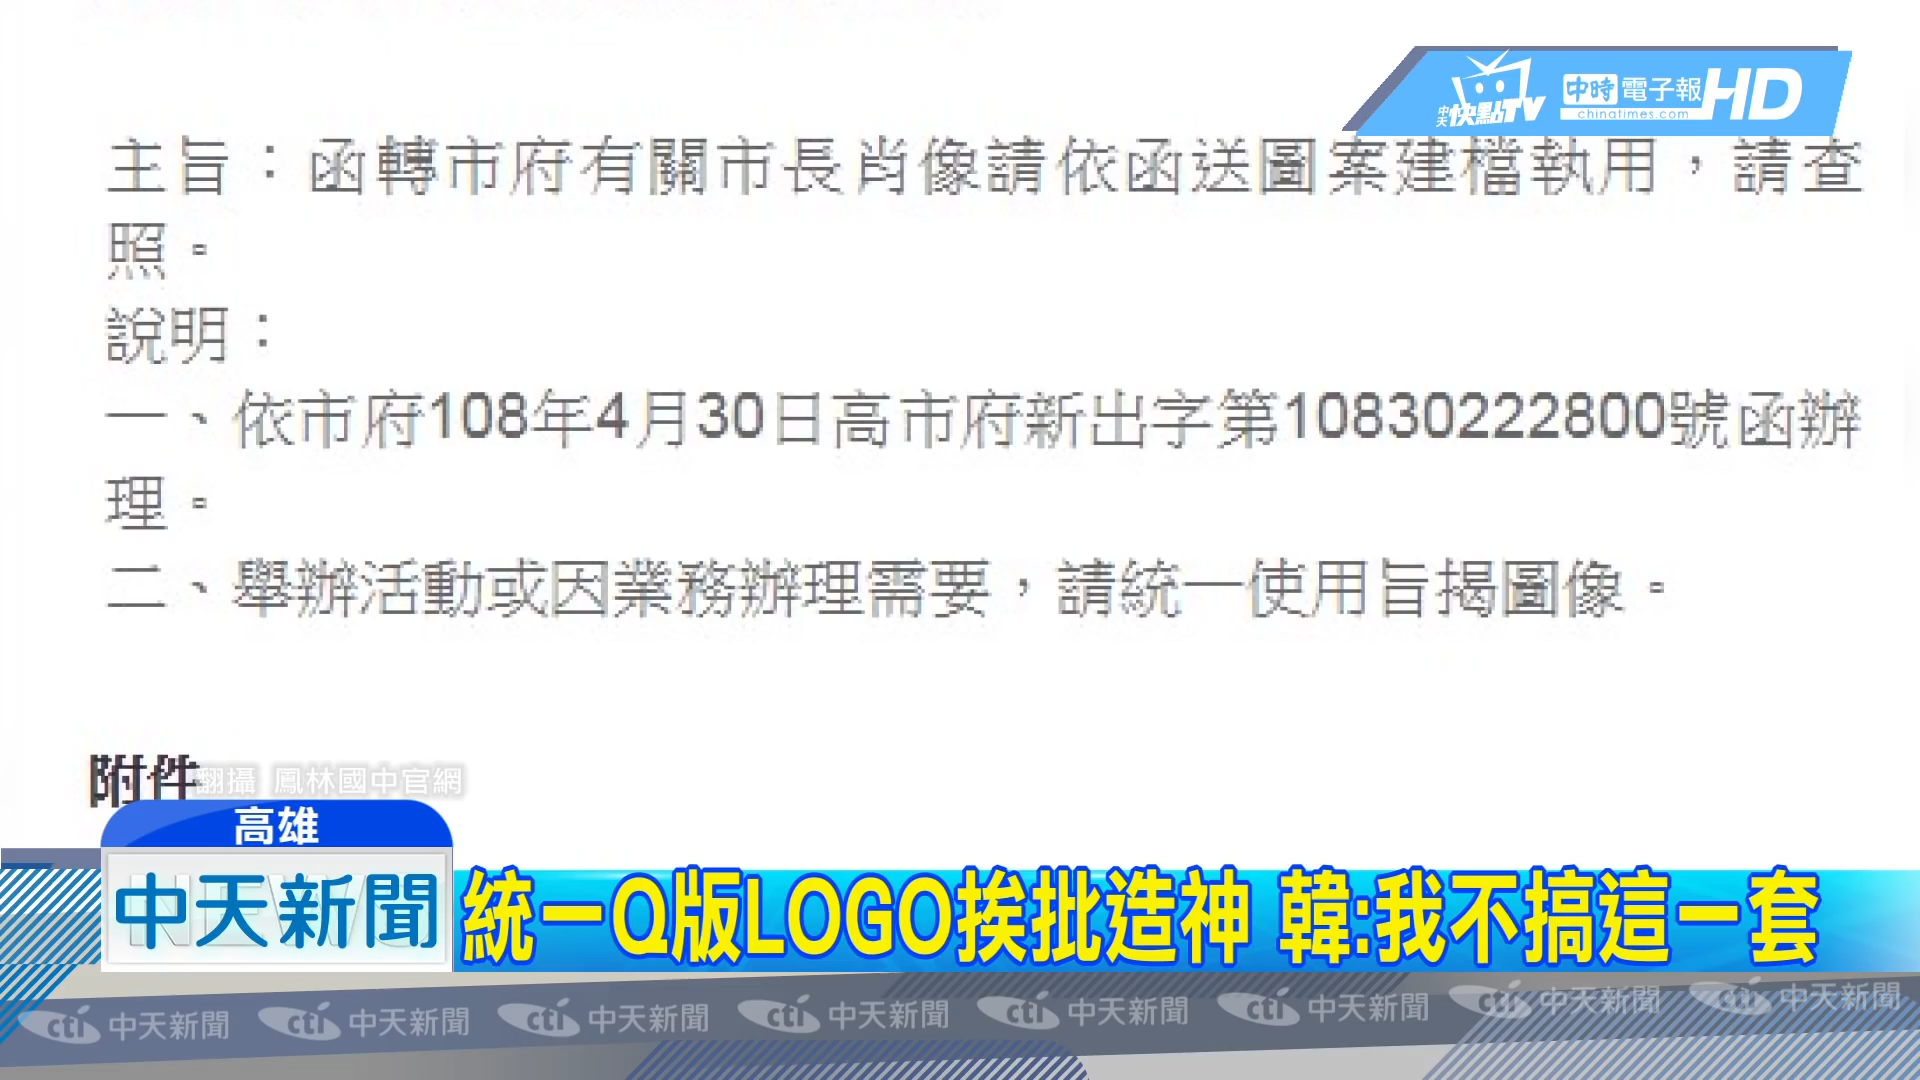 中天快點TV 中時電子報HD
chinatimes.com
主旨：函轉市府有關市長肖像請依函送圖案建檔執用，請查
照。
說明：
一、依市府108年4月30日高市府新出字第10830222800號函辦
理。
二、舉辦活動或因業務辦理需要，請統一使用旨揭圖像。
附件
翻攝 鳳林國中官網
高雄
NEWS
中天新聞
統一Q版LOGO挨批造神 韓:我不搞這一套
cti 中天新聞 cti 中天新聞 cti 中天新聞 cti 中天新聞 cti 中天新聞 cti 中天新聞 cti 中天新聞 cti 中天新聞